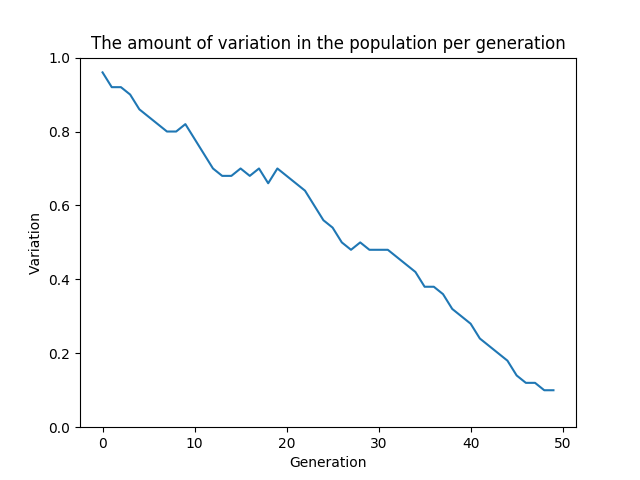 The amount of variation in the population per generation
1.0
0.8
0.6
0.4
0.2
0.0
Variation
0 10 20 30 40 50
Generation